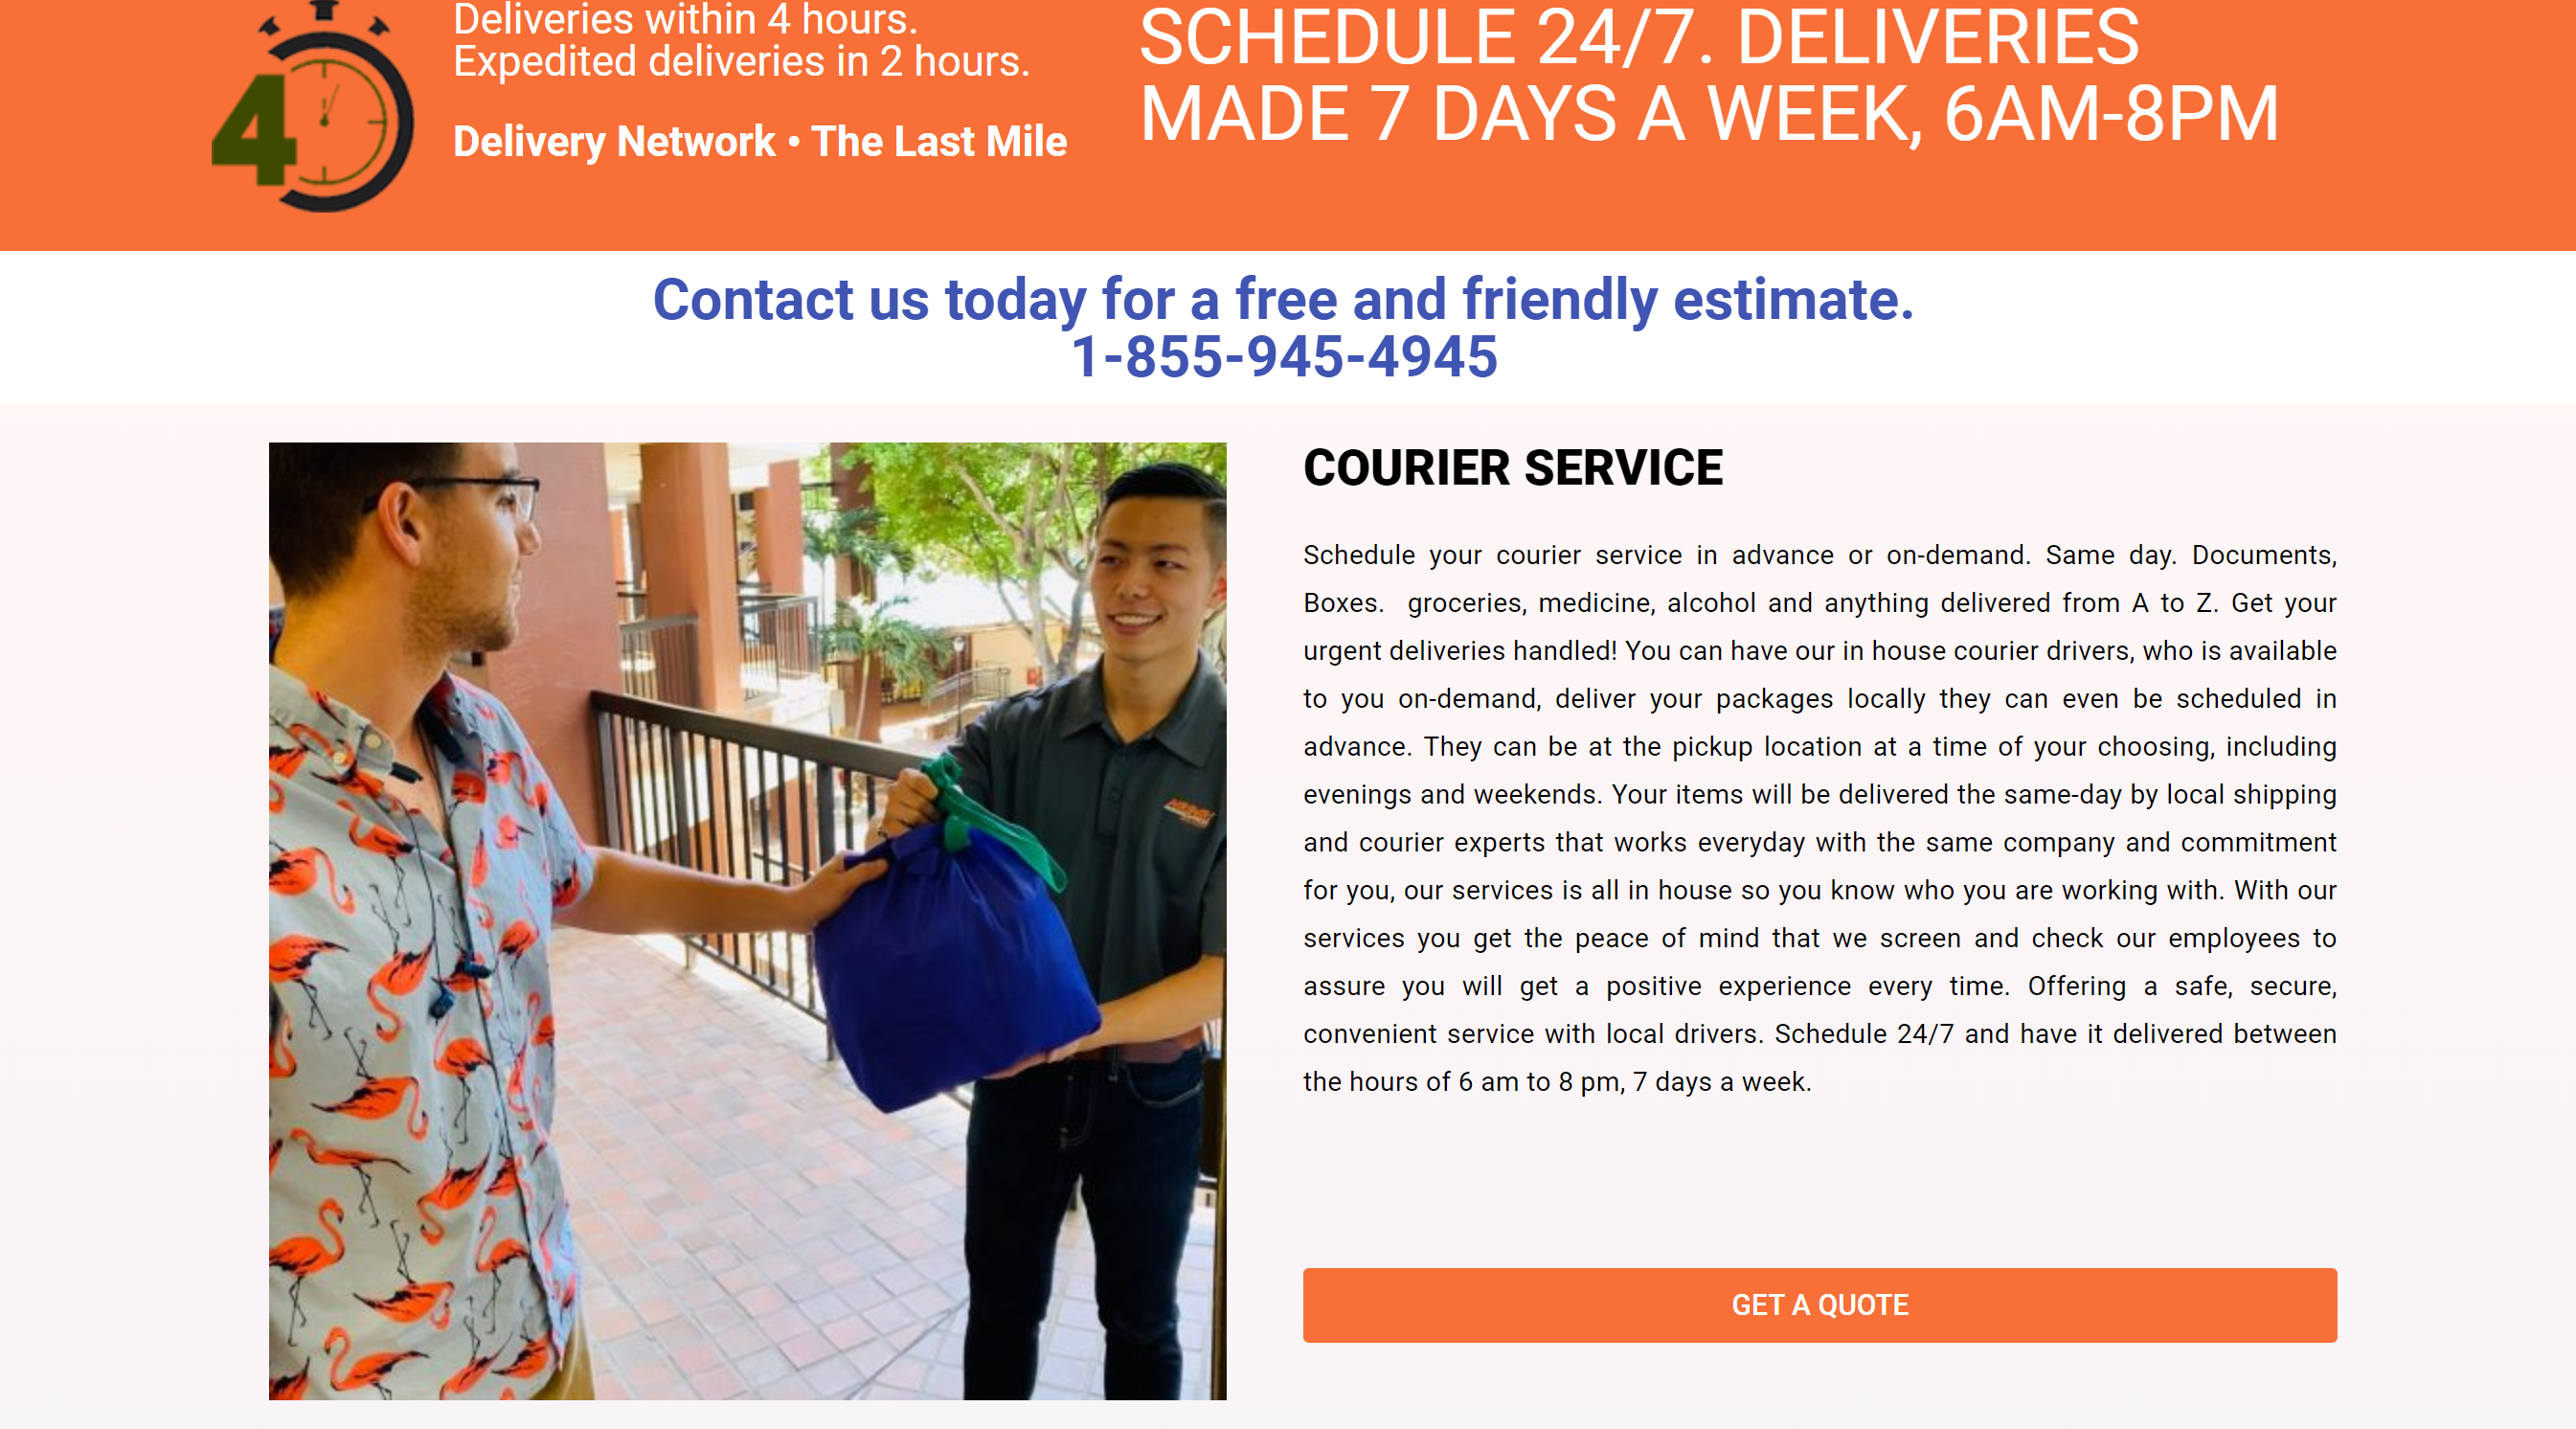 4
Deliveries within 4 hours.
Expedited deliveries in 2 hours.
Delivery Network • The Last Mile
SCHEDULE 24/7. DELIVERIES
MADE 7 DAYS A WEEK, 6AM-8PM
Contact us today for a free and friendly estimate.
1-855-945-4945
COURIER SERVICE
Schedule your courier service in advance or on-demand. Same day. Documents,
Boxes.  groceries, medicine, alcohol and anything delivered from A to Z. Get your
urgent deliveries handled! You can have our in house courier drivers, who is available
to you on-demand, deliver your packages locally they can even be scheduled in
advance. They can be at the pickup location at a time of your choosing, including
evenings and weekends. Your items will be delivered the same-day by local shipping
and courier experts that works everyday with the same company and commitment
for you, our services is all in house so you know who you are working with. With our
services you get the peace of mind that we screen and check our employees to
assure you will get a positive experience every time. Offering a safe, secure,
convenient service with local drivers. Schedule 24/7 and have it delivered between
the hours of 6 am to 8 pm, 7 days a week.
GET A QUOTE